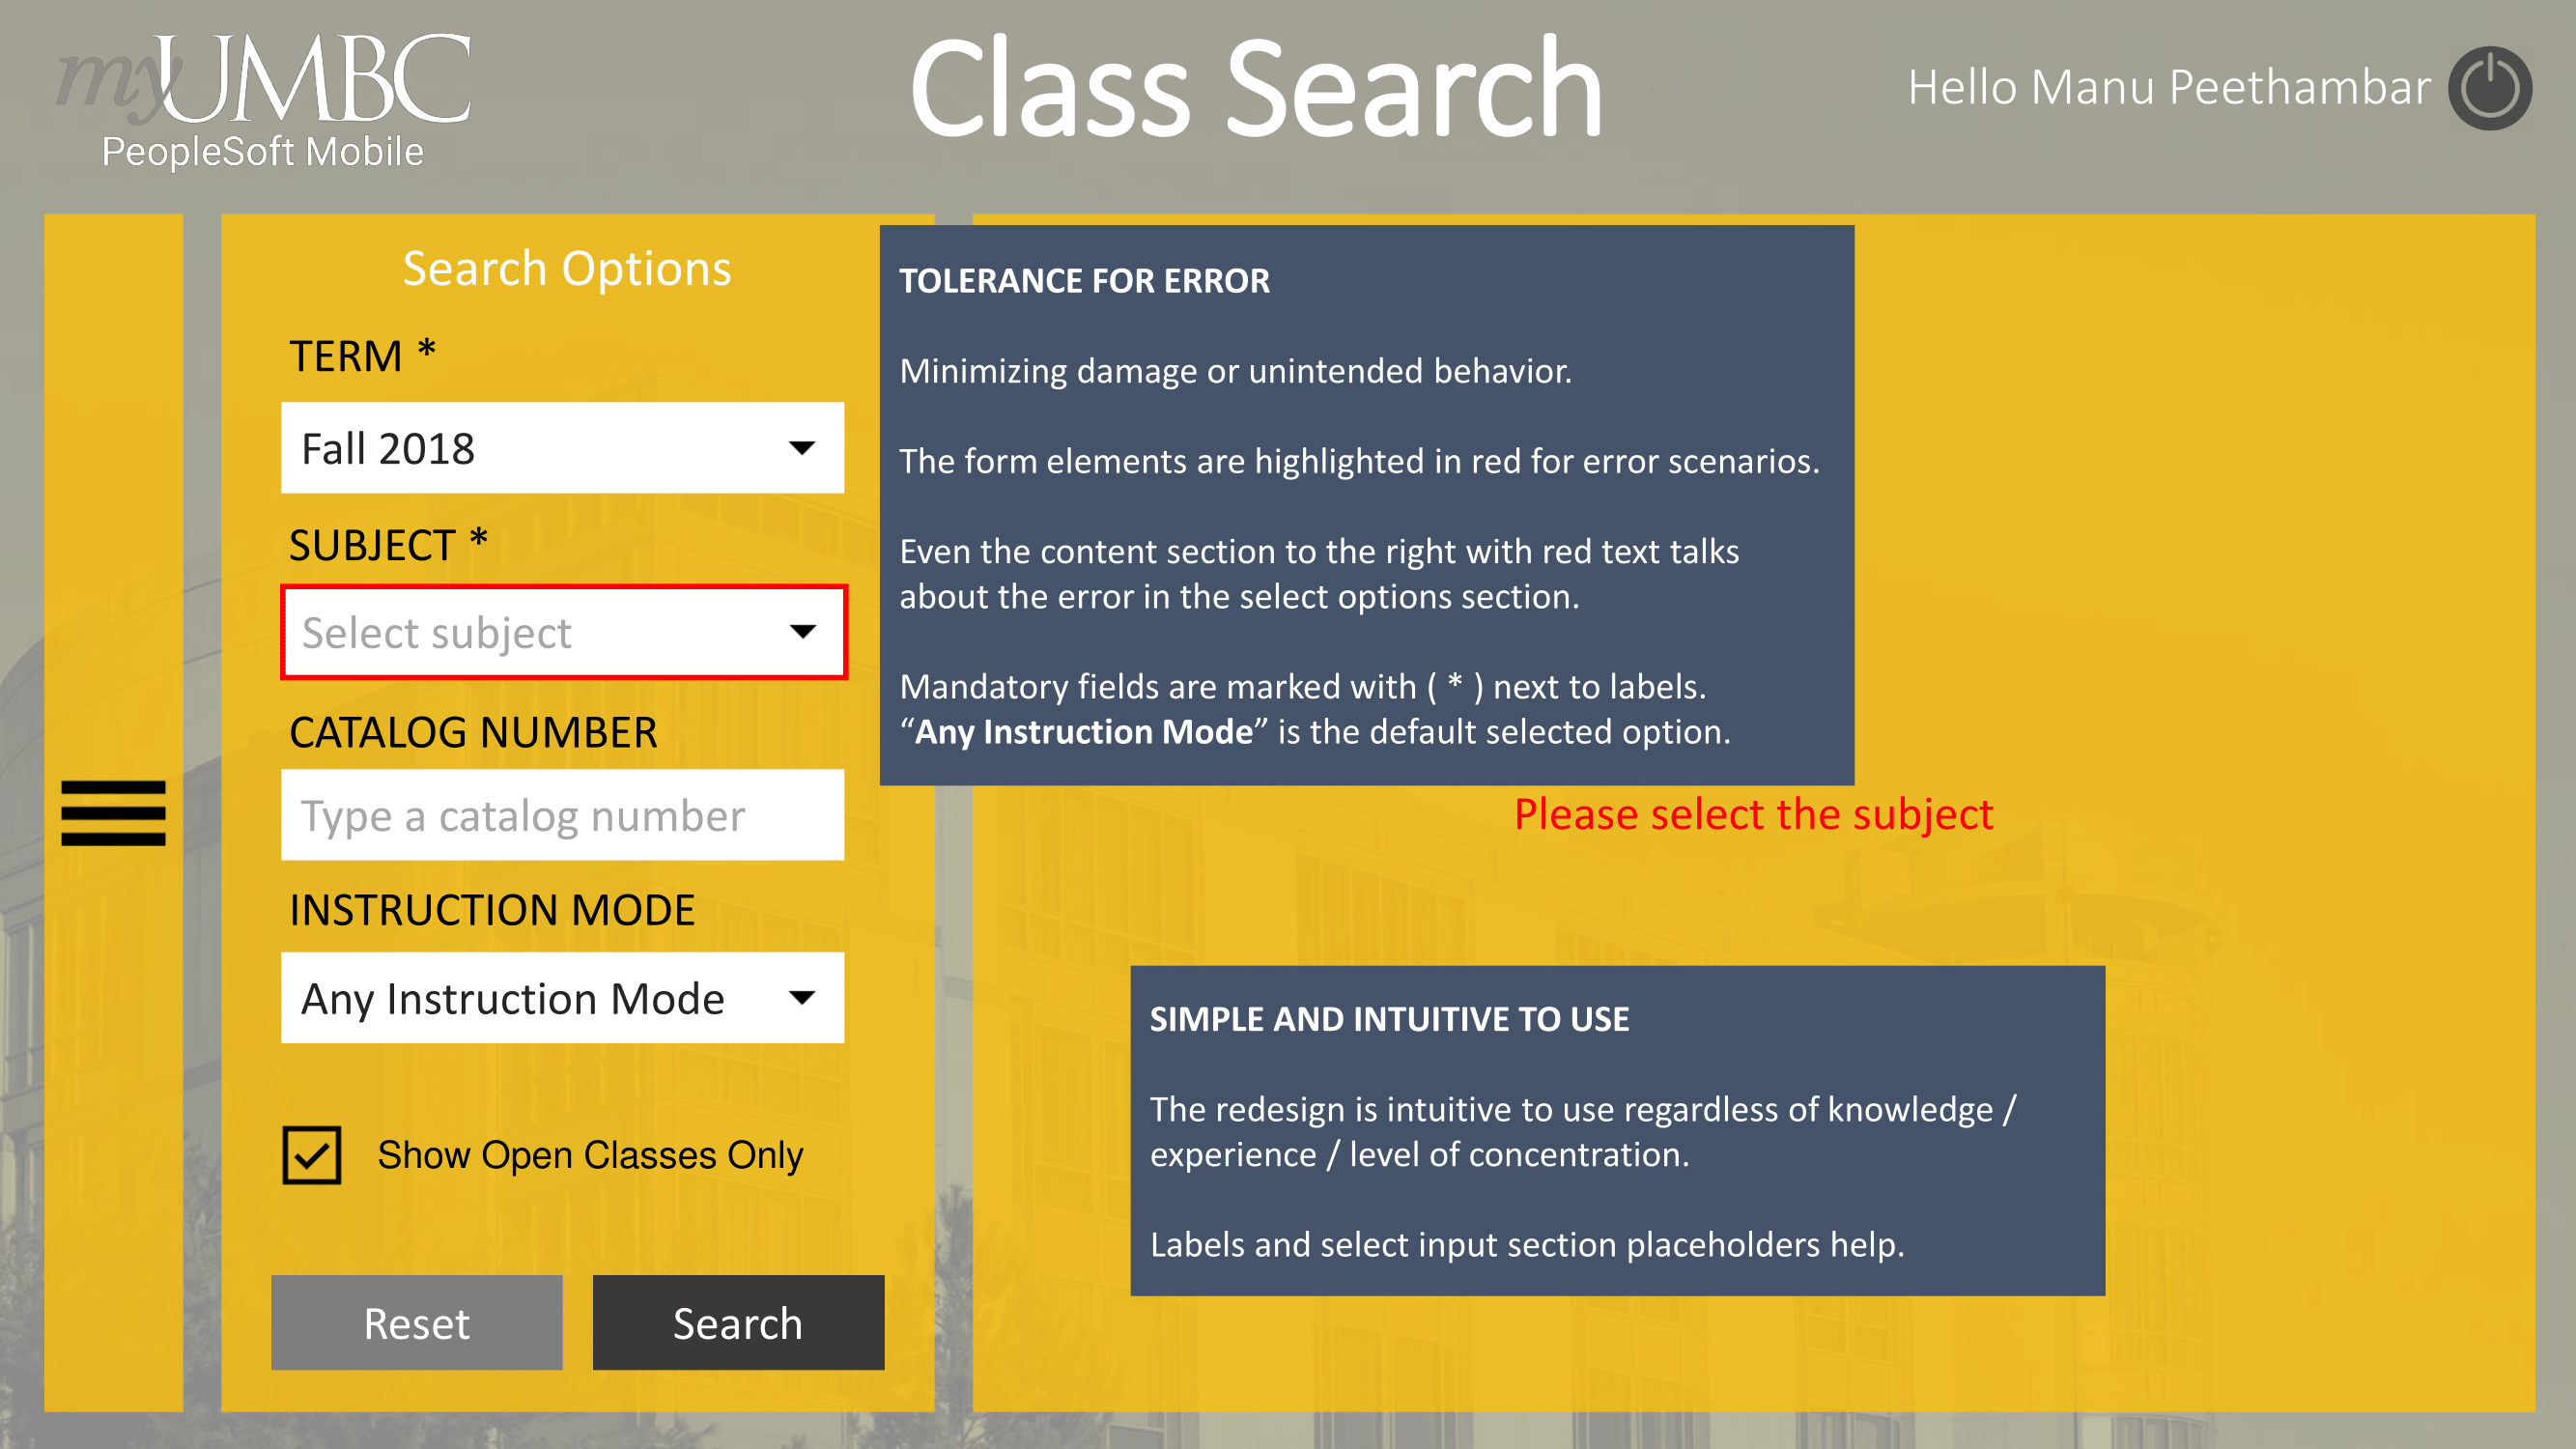 myUMBC
PeopleSoft Mobile
Class Search
Hello Manu Peethambar
Search Options
TERM *
Fall 2018
SUBJECT *
Select subject
CATALOG NUMBER
Type a catalog number
INSTRUCTION MODE
Any Instruction Mode
Show Open Classes Only
Reset
Search
TOLERANCE FOR ERROR
Minimizing damage or unintended behavior.
The form elements are highlighted in red for error scenarios.
Even the content section to the right with red text talks
about the error in the select options section.
Mandatory fields are marked with ( * ) next to labels.
“Any Instruction Mode” is the default selected option.
Please select the subject
SIMPLE AND INTUITIVE TO USE
The redesign is intuitive to use regardless of knowledge /
experience / level of concentration.
Labels and select input section placeholders help.